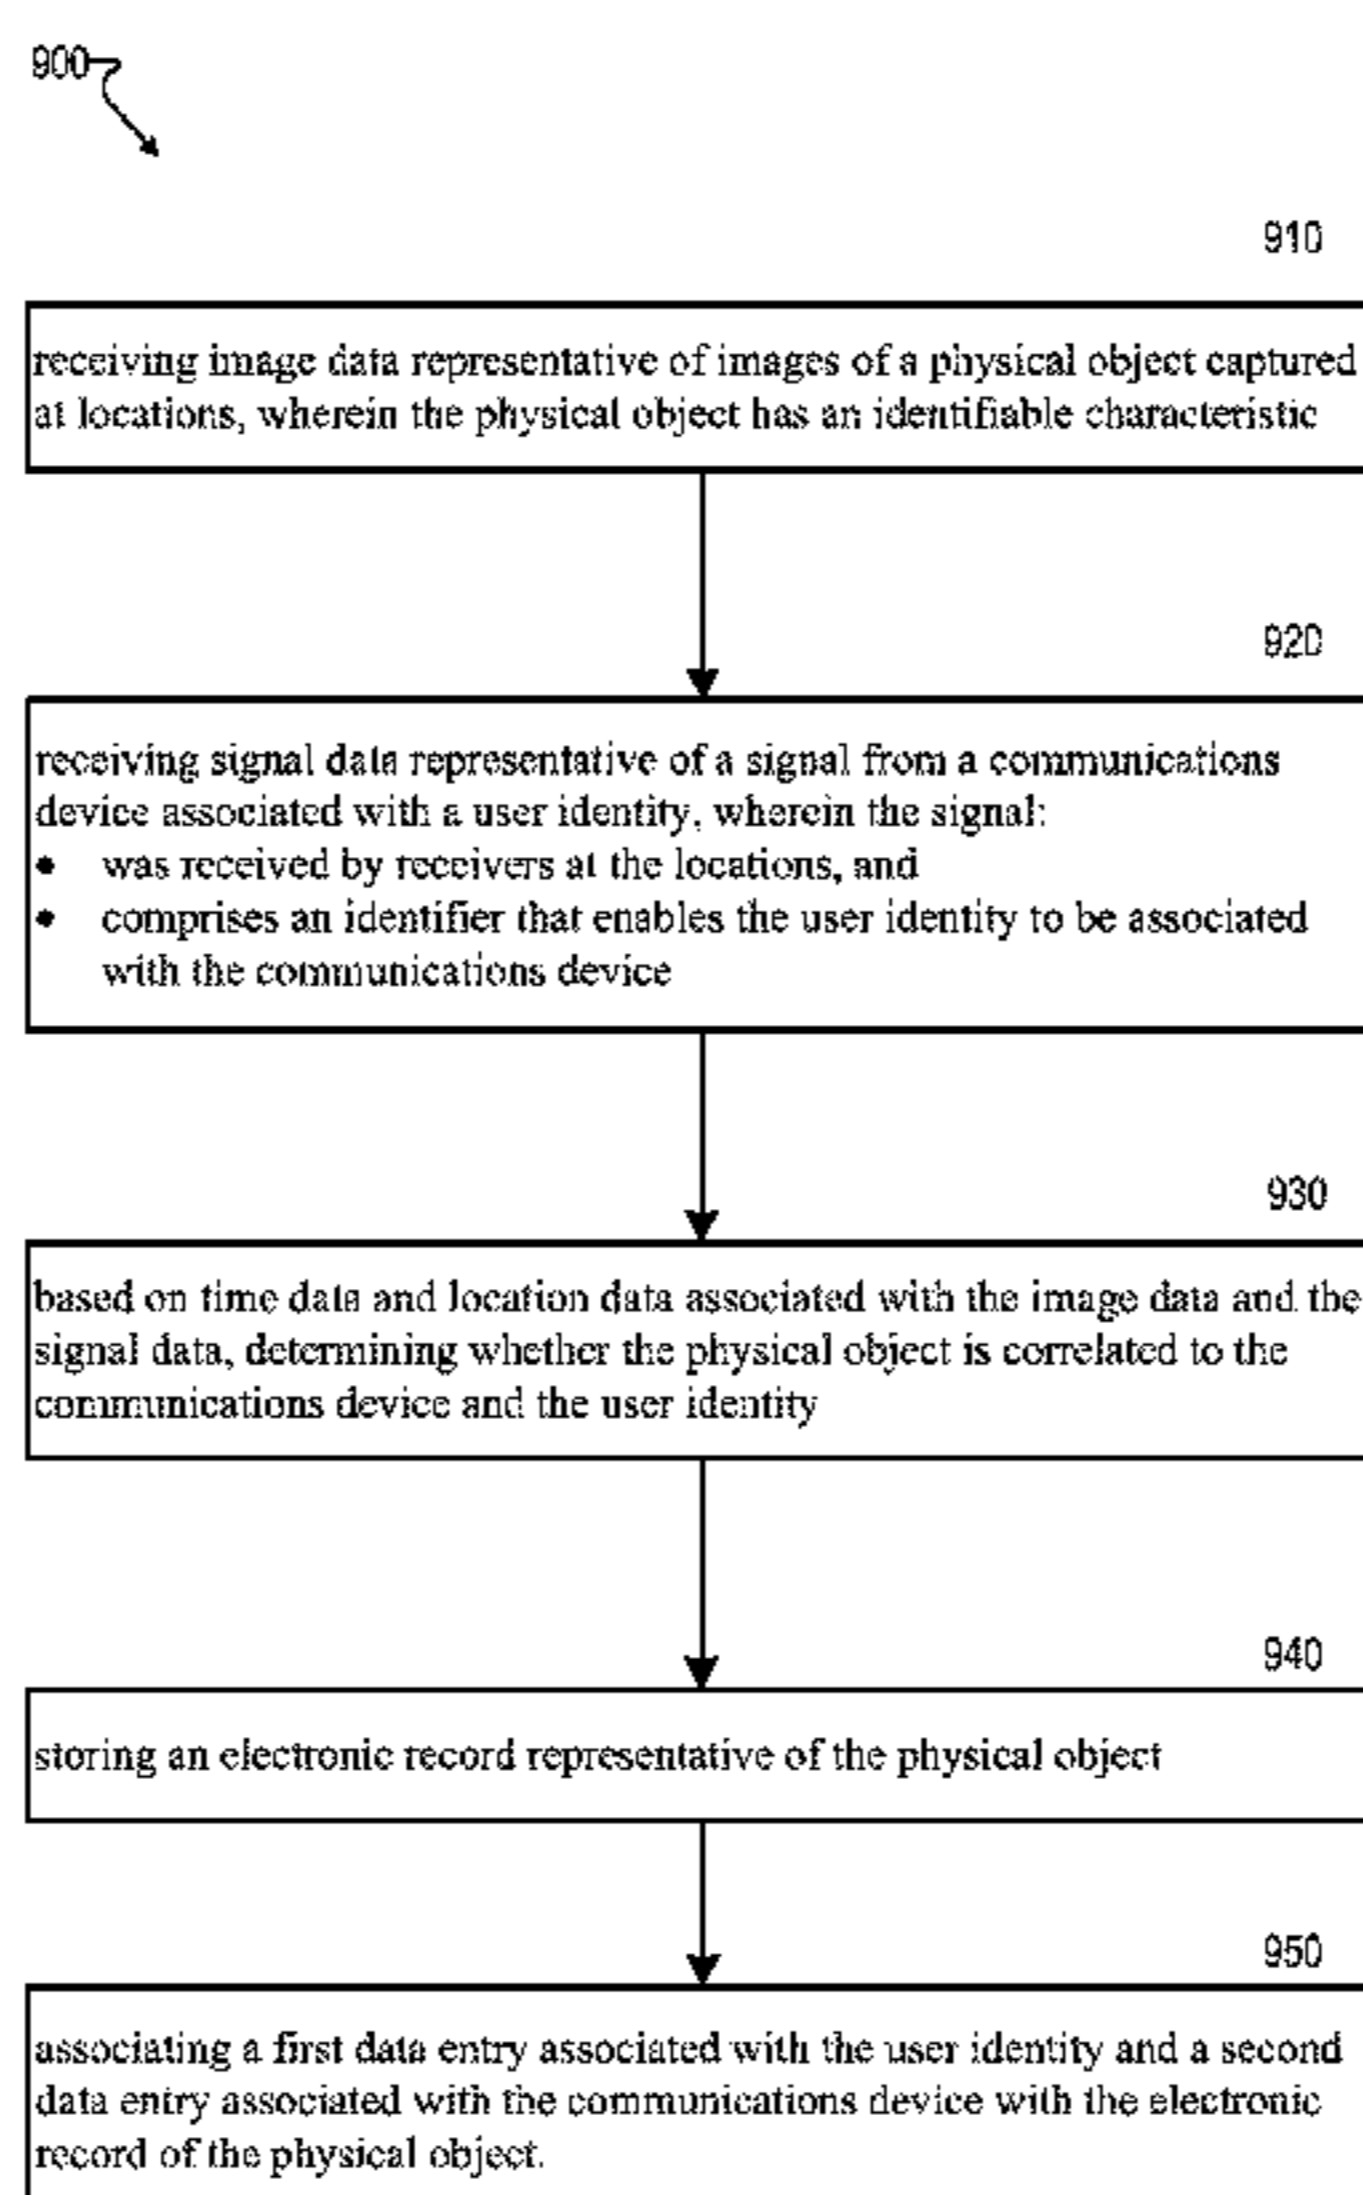 900
910
receiving image data representative of images of a physical object captured
at locations, wherein the physical object has an identifiable characteristic
920
receiving signal data representative of a signal from a communications
device associated with a user identity, wherein the signal:
• was received by receivers at the locations, and
• comprises an identifier that enables the user identity to be associated
with the communications device
930
based on time data and location data associated with the image data and the
signal data, determining whether the physical object is correlated to the
communications device and the user identity
940
storing an electronic record representative of the physical object
950
associating a first data entry associated with the user identity and a second
data entry associated with the communications device with the electronic
record of the physical object.